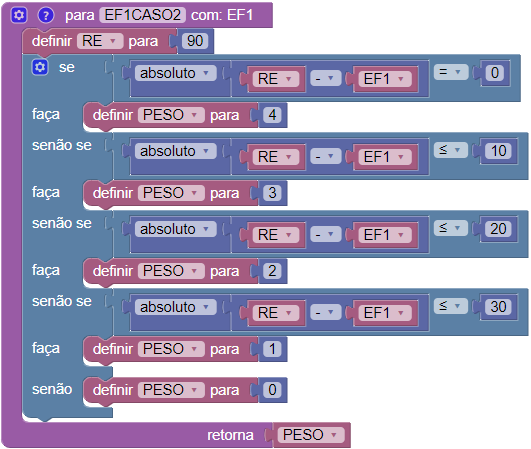 para EF1CASO2 com: EF1
definir RE para 90
se absoluto RE - EF1 = 0
faça definir PESO para 4
senão se absoluto RE - EF1 ≤ 10
faça definir PESO para 3
senão se absoluto RE - EF1 ≤ 20
faça definir PESO para 2
senão se absoluto RE - EF1 ≤ 30
faça definir PESO para 1
senão definir PESO para 0
retorna PESO